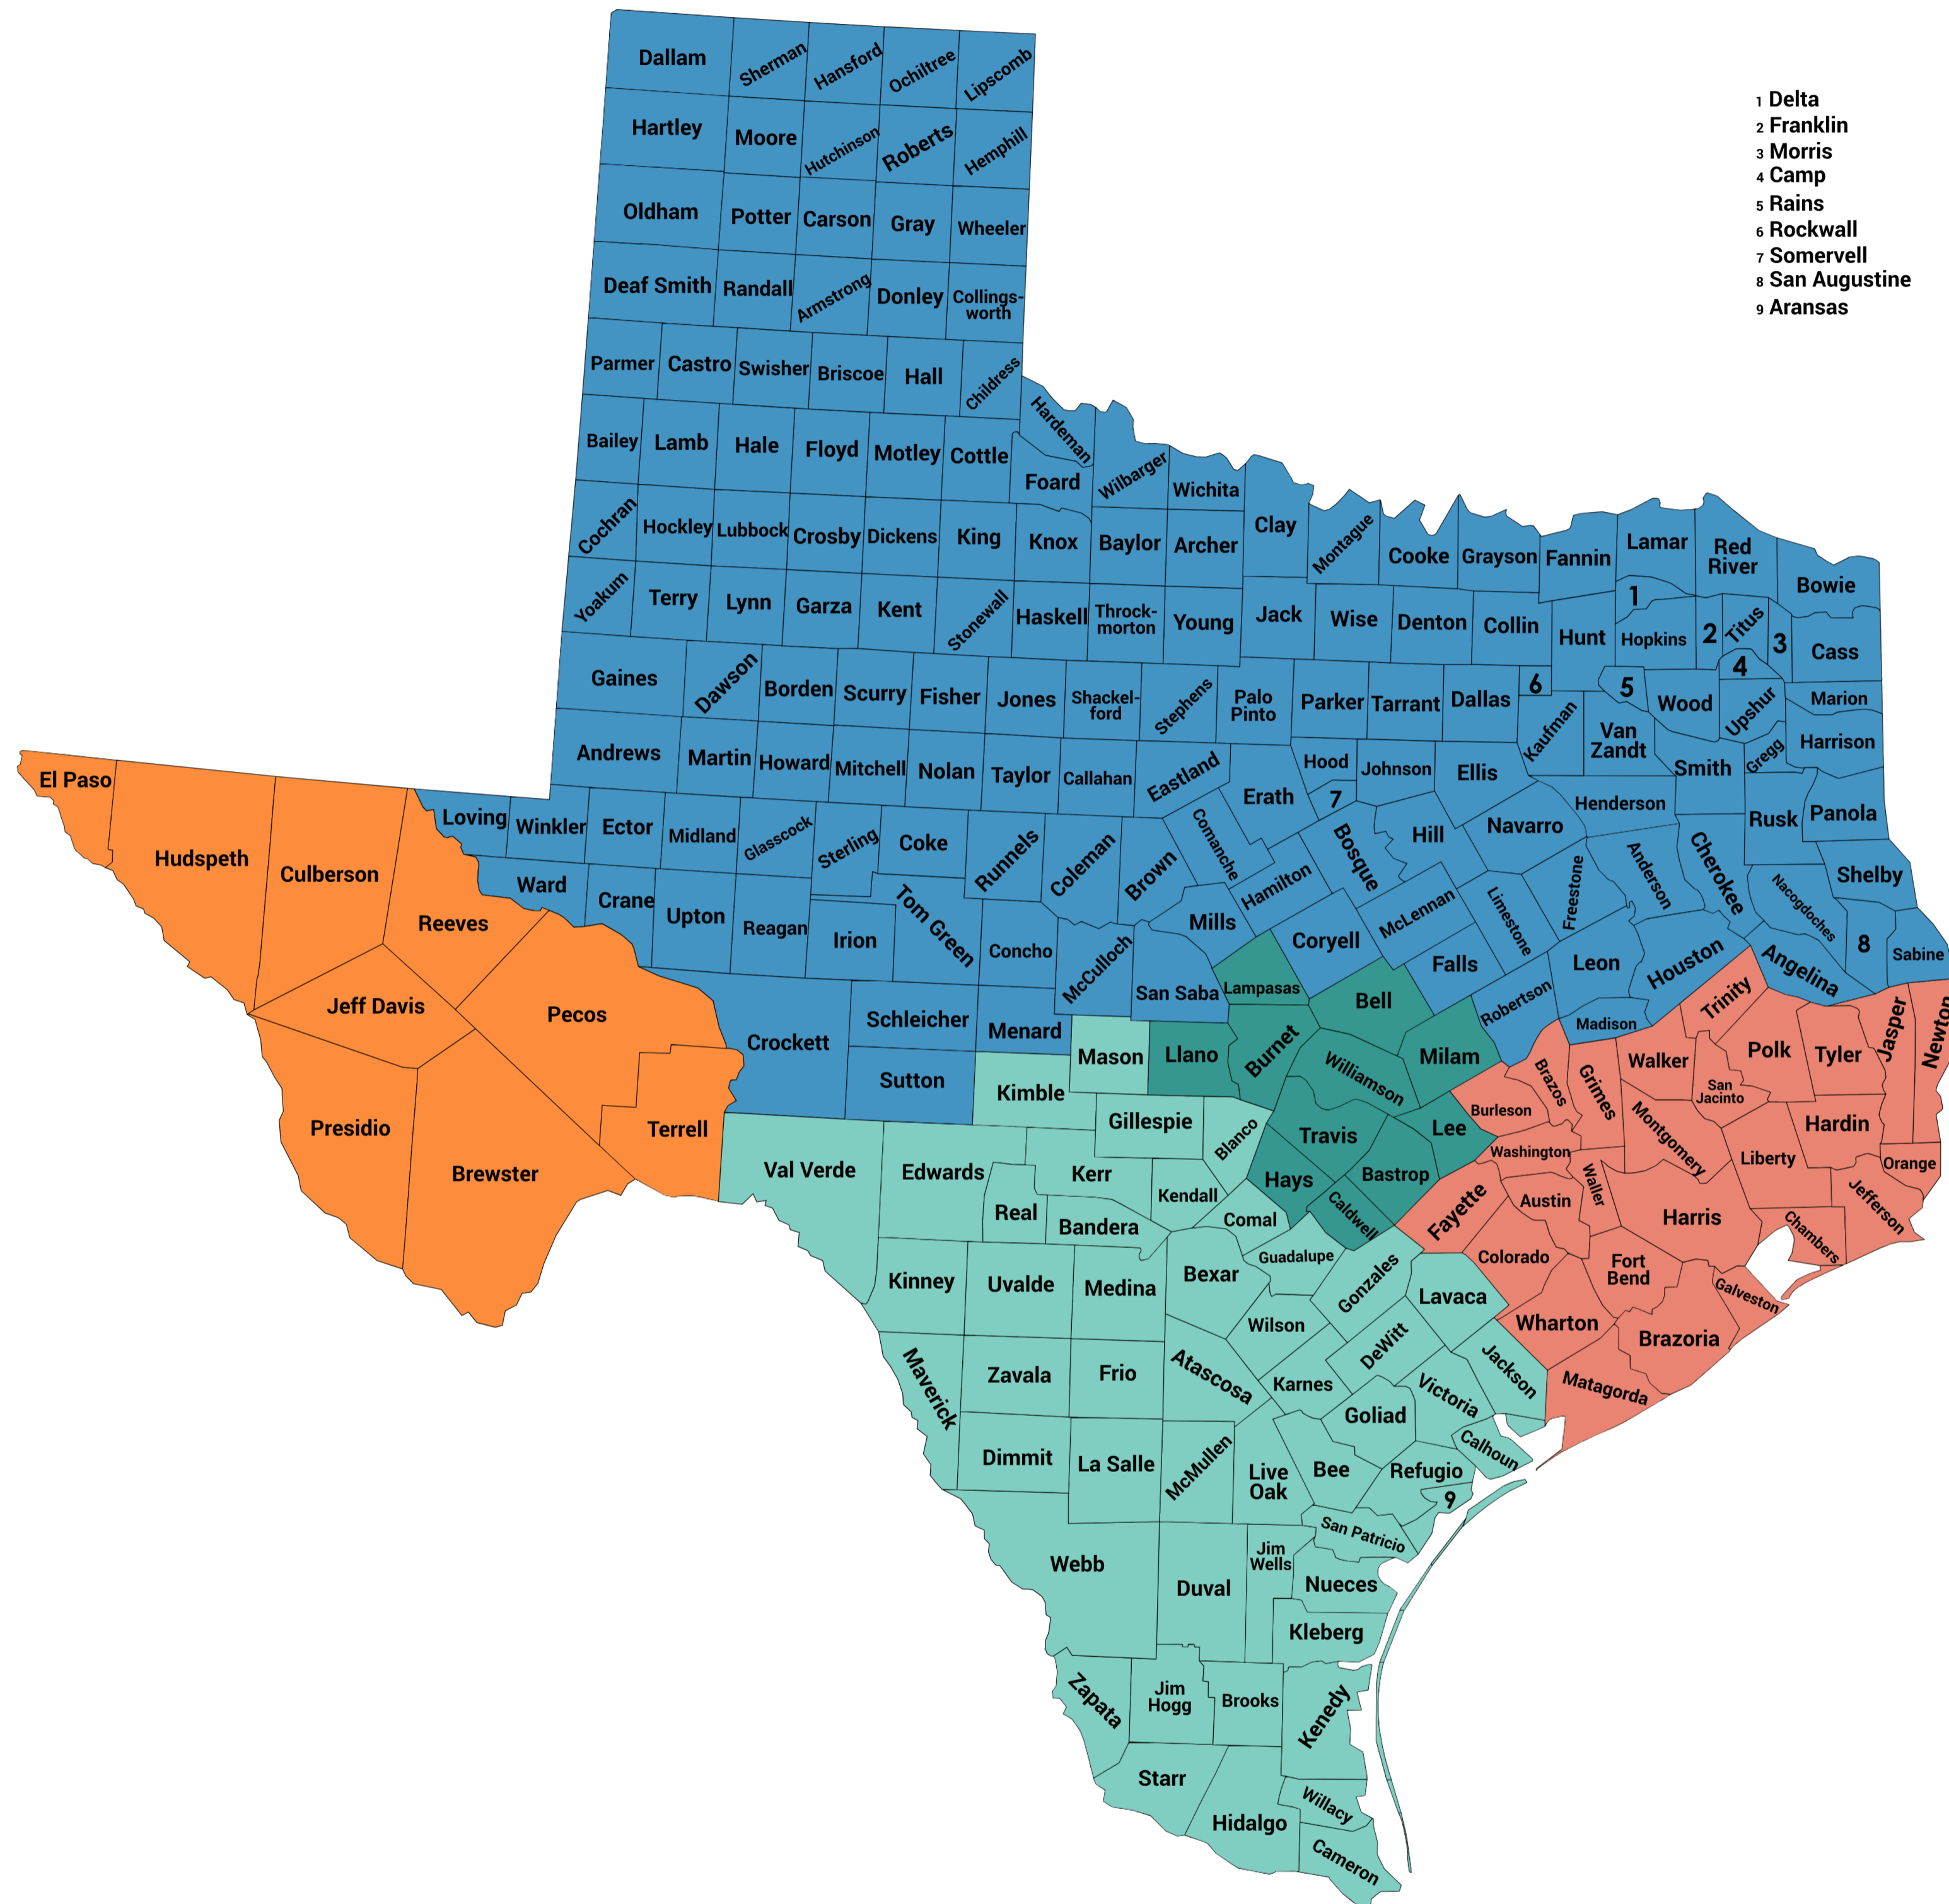 Dallam
Sherman
Hansford
Ochiltree
Lipscomb
1 Delta
2 Franklin
3 Morris
4 Camp
5 Rains
6 Rockwall
7 Somervell
8 San Augustine
9 Aransas
Hartley
Moore
Hutchinson
Roberts
Hemphill
Oldham
Potter
Carson
Gray
Wheeler
Deaf Smith
Randall
Armstrong
Donley
Collings-
worth
Parmer
Castro
Swisher
Briscoe
Hall
Childress
Hardeman
Bailey
Lamb
Hale
Floyd
Motley
Cottle
Foard
Wilbarger
Wichita
Clay
Montague
Cooke
Grayson
Fannin
Lamar
Red
River
Bowie
Cochran
Hockley
Lubbock
Crosby
Dickens
King
Knox
Baylor
Archer
Yoakum
Terry
Lynn
Garza
Kent
Stonewall
Haskell
Throck-
morton
Young
Jack
Wise
Denton
Collin
Hunt
1
Hopkins
2
Titus
3
Cass
4
Gaines
Dawson
Borden
Scurry
Fisher
Jones
Shackel-
ford
Stephens
Palo
Pinto
Parker
Tarrant
Dallas
6
Kaufman
5
Van
Zandt
Wood
Upshur
Marion
Harrison
Gregg
Andrews
Martin
Howard
Mitchell
Nolan
Taylor
Callahan
Eastland
Erath
Hood
7
Johnson
Ellis
Henderson
Smith
Rusk
Panola
El Paso
Hudspeth
Culberson
Reeves
Loving
Winkler
Ector
Midland
Glasscock
Sterling
Coke
Runnels
Coleman
Brown
Comanche
Hamilton
Bosque
Hill
Navarro
Freestone
Anderson
Cherokee
Nacogdoches
Shelby
Ward
Crane
Upton
Reagan
Irion
Tom Green
Concho
McCulloch
San Saba
Mills
Lampasas
Coryell
McLennan
Limestone
Falls
Robertson
Leon
Houston
Angelina
8
Sabine
Jeff Davis
Pecos
Crockett
Schleicher
Menard
Mason
Llano
Burnet
Bell
Milam
Madison
Trinity
Polk
Tyler
Jasper
Newton
Presidio
Brewster
Terrell
Sutton
Kimble
Gillespie
Blanco
Williamson
Travis
Lee
Burleson
Brazos
Grimes
Walker
San
Jacinto
Montgomery
Hardin
Liberty
Orange
Val Verde
Edwards
Kerr
Real
Bandera
Kendall
Comal
Hays
Bastrop
Caldwell
Washington
Fayette
Austin
Waller
Harris
Jefferson
Chambers
Kinney
Uvalde
Medina
Bexar
Guadalupe
Gonzales
Lavaca
Colorado
Fort
Bend
Galveston
Wilson
Wharton
Brazoria
Maverick
Zavala
Frio
Atascosa
Karnes
DeWitt
Victoria
Jackson
Matagorda
Goliad
Calhoun
Dimmit
La Salle
McMullen
Live
Oak
Bee
Refugio
9
Webb
Duval
Jim
Wells
San Patricio
Nueces
Kleberg
Zapata
Jim
Hogg
Brooks
Kenedy
Starr
Hidalgo
Willacy
Cameron